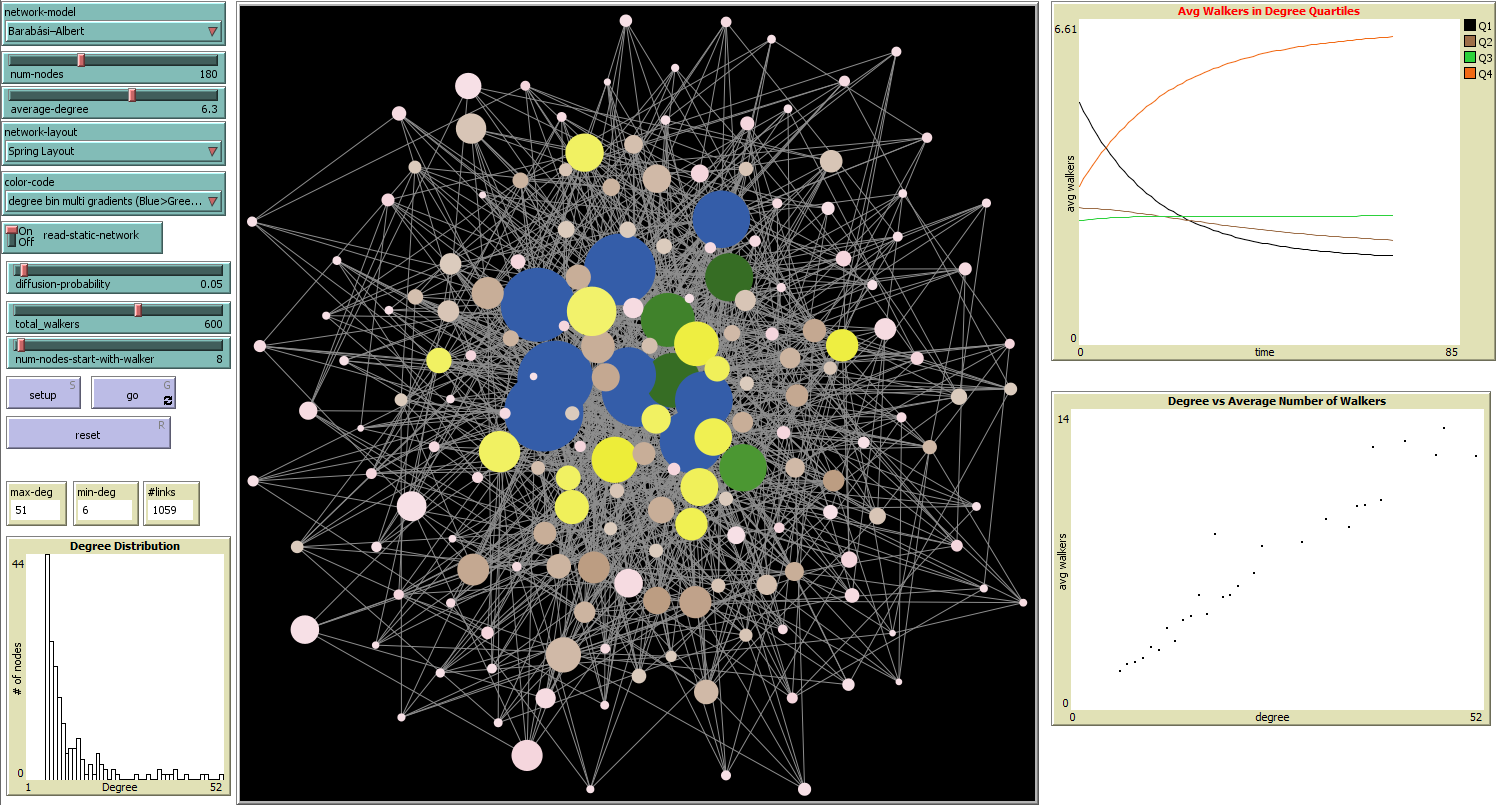 network-model
Barabási–Albert
num-nodes 180
average-degree 6.3
network-layout
Spring Layout
color-code
degree bin multi gradients (Blue>Gree...
On
Off
read-static-network
diffusion-probability 0.05
total_walkers 600
num-nodes-start-with-walker 8
setup S
go G
reset R
max-deg
51
min-deg
6
#links
1059
Degree Distribution
44
# of nodes
0
1 Degree 52
Avg Walkers in Degree Quartiles
6.61
avg walkers
0
0 time 85
Q1
Q2
Q3
Q4
Degree vs Average Number of Walkers
14
avg walkers
0
0 degree 52